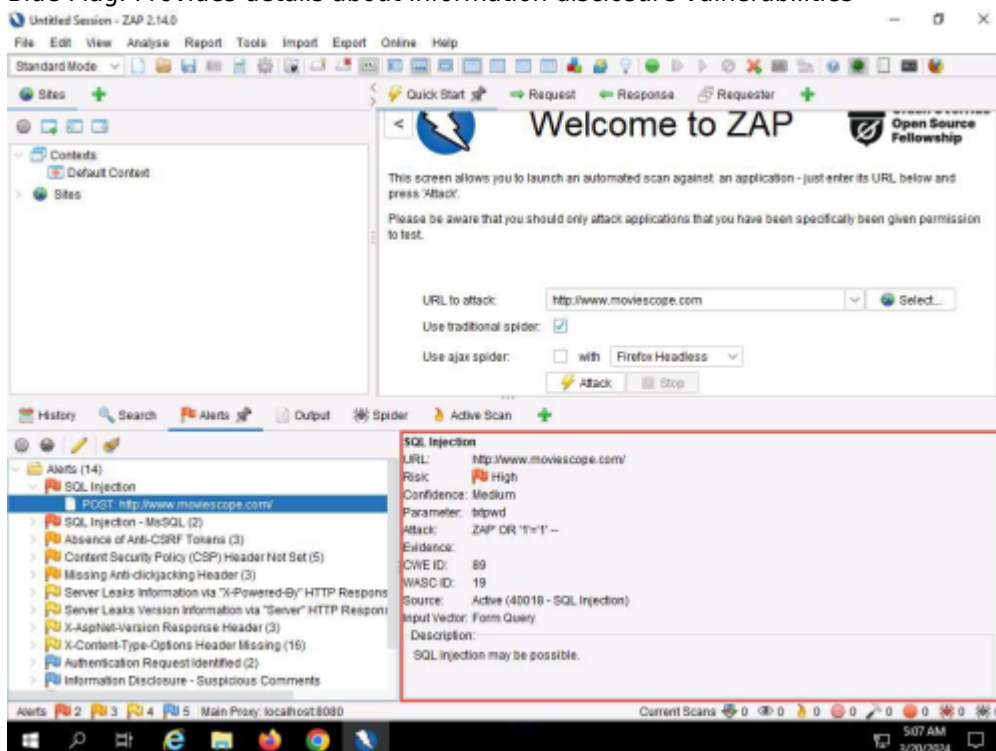 Blue Flag: Provides details about information disclosure vulnerabilities
Untitled Session - ZAP 2.14.0
File Edit View Analyse Report Tools Import Export Online Help
Standard Mode
Sites
Quick Start Request Response Requester
Welcome to ZAP
Open Source
Fellowship
Contexts
Default Context
Sites
This screen allows you to launch an automated scan against an application - just enter its URL below and
press 'Attack'.
Please be aware that you should only attack applications that you have been specifically been given permission
to test.
URL to attack: http://www.moviescope.com Select...
Use traditional spider:
Use ajax spider: with Firefox Headless
Attack Stop
History Search Alerts Output Spider Active Scan
Alerts (14)
SQL Injection
POST: http://www.moviescope.com/
SQL Injection - MsSQL (2)
Absence of Anti-CSRF Tokens (3)
Content Security Policy (CSP) Header Not Set (5)
Missing Anti-clickjacking Header (3)
Server Leaks Information via "X-Powered-By" HTTP Respons
Server Leaks Version Information via "Server" HTTP Respon
X-AspNet-Version Response Header (3)
X-Content-Type-Options Header Missing (16)
Authentication Request Identified (2)
Information Disclosure - Suspicious Comments
SQL Injection
URL: http://www.moviescope.com/
Risk: High
Confidence: Medium
Parameter: txtpwd
Attack: ZAP' OR '1'='1' --
Evidence:
CWE ID: 89
WASC ID: 19
Source: Active (40018 - SQL Injection)
Input Vector: Form Query
Description:
SQL injection may be possible.
Alerts 2 3 4 5 Main Proxy: localhost:8080 Current Scans 0 0 0 0 0 0 0
5:07 AM
3/20/2024